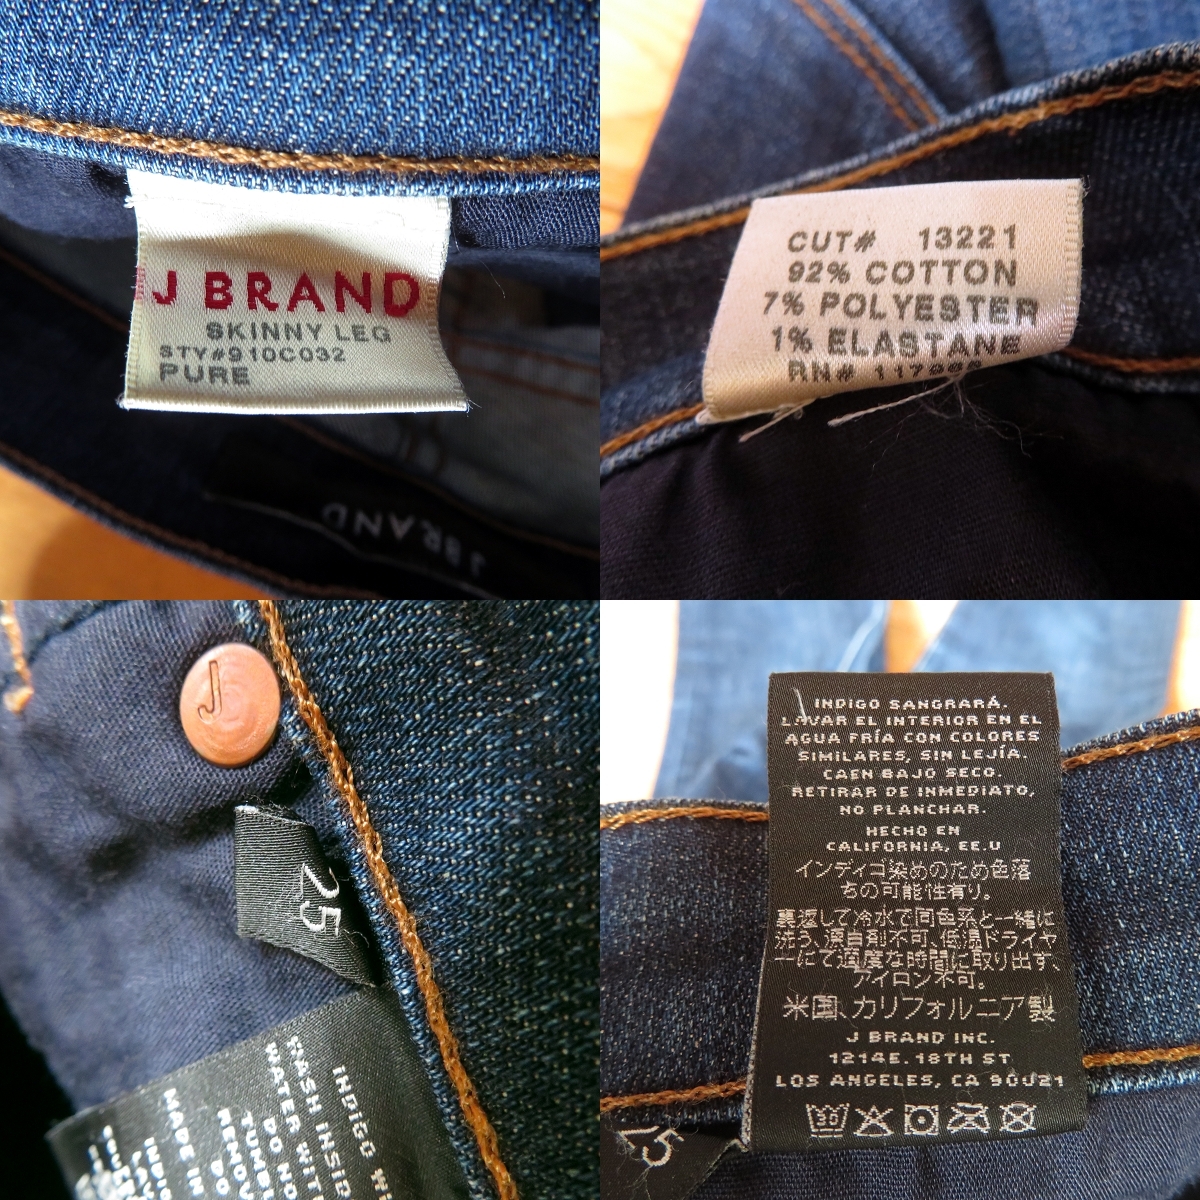 J BRAND
SKINNY LEG
STY#910C032
PURE
J BRAND
CUT# 13221
92% COTTON
7% POLYESTER
1% ELASTANE
RN#
J
25
INDIGO
WASH INSIDE
WATER WITH
DO NO
TUMBL
REMOV
DO
MADE IN
INDIGO SANGRARÁ.
LAVAR EL INTERIOR EN EL
AGUA FRÍA CON COLORES
SIMILARES, SIN LEJÍA.
CAEN BAJO SECO.
RETIRAR DE INMEDIATO,
NO PLANCHAR.
HECHO EN
CALIFORNIA, EE.U
インディゴ染めのため色落
ちの可能性有り。
裏返して冷水で同色系と一緒に
洗う、漂白剤不可、低温ドライヤ
ーにて適度な時間に取り出す、
アイロン不可。
米国、カリフォルニア製
J BRAND INC.
1214E. 18TH ST
LOS ANGELES, CA 90021
30
25